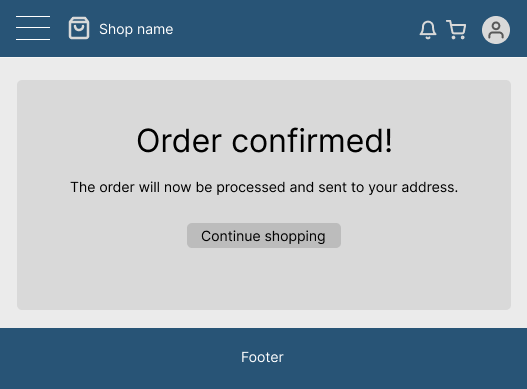 Shop name
Order confirmed!
The order will now be processed and sent to your address.
Continue shopping
Footer